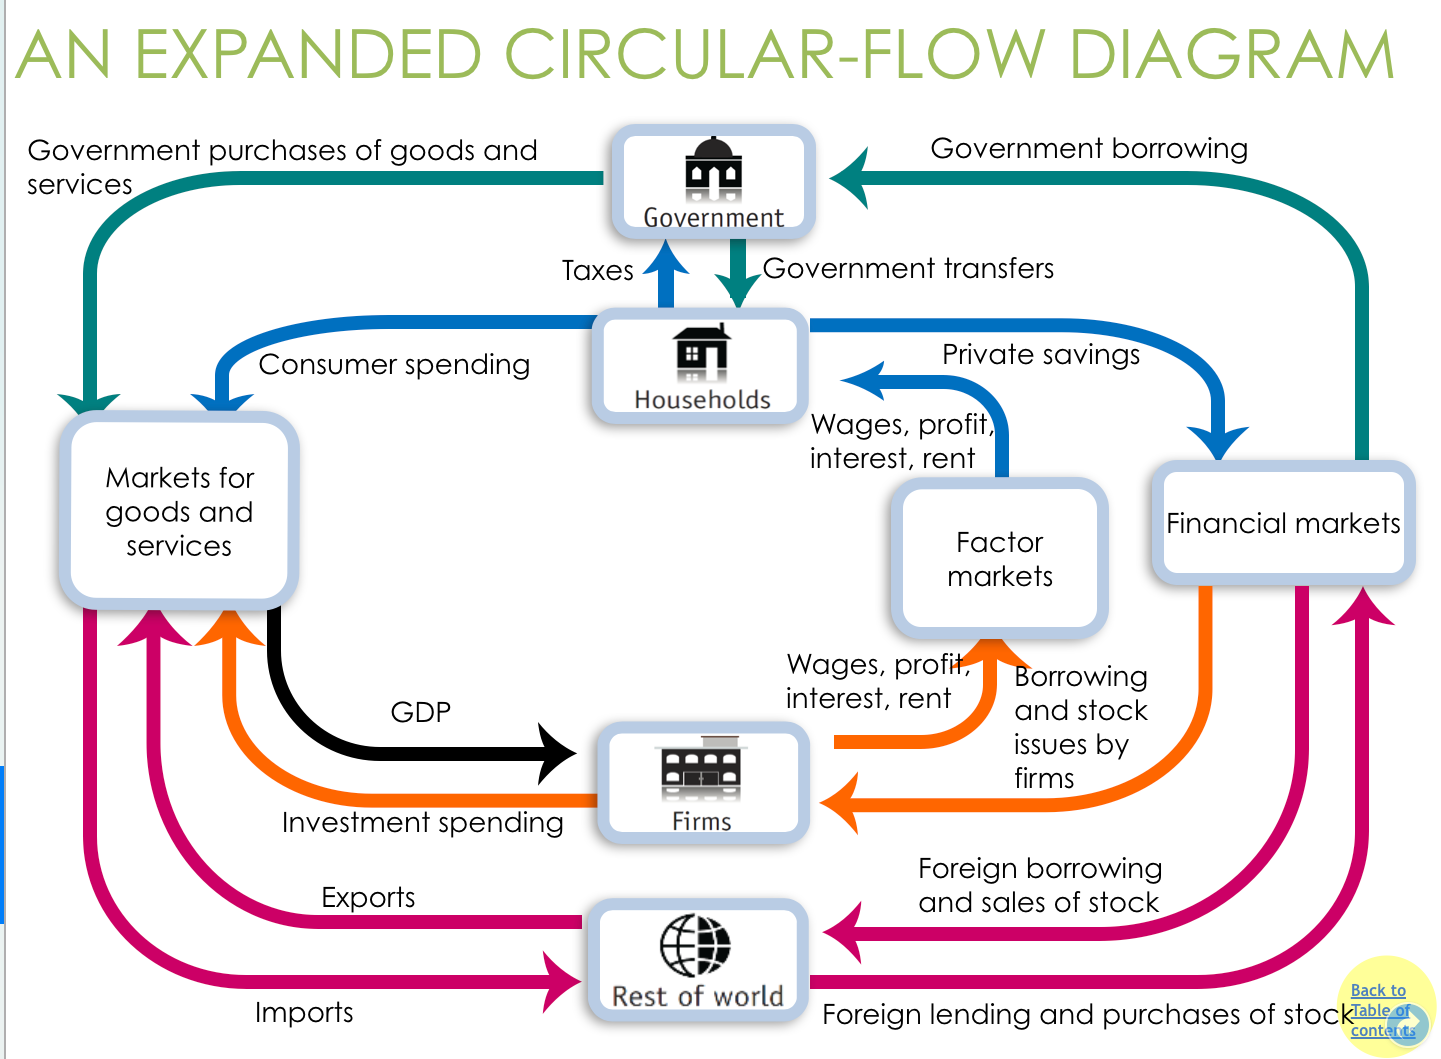 AN EXPANDED CIRCULAR-FLOW DIAGRAM
Government purchases of goods and
services
Government
Government borrowing
Taxes
Government transfers
Consumer spending
Households
Private savings
Wages, profit,
interest, rent
Markets for
goods and
services
Factor
markets
Financial markets
GDP
Wages, profit,
interest, rent
Borrowing
and stock
issues by
firms
Investment spending
Firms
Exports
Foreign borrowing
and sales of stock
Imports
Rest of world
Foreign lending and purchases of stock
Back to
Table of
contents